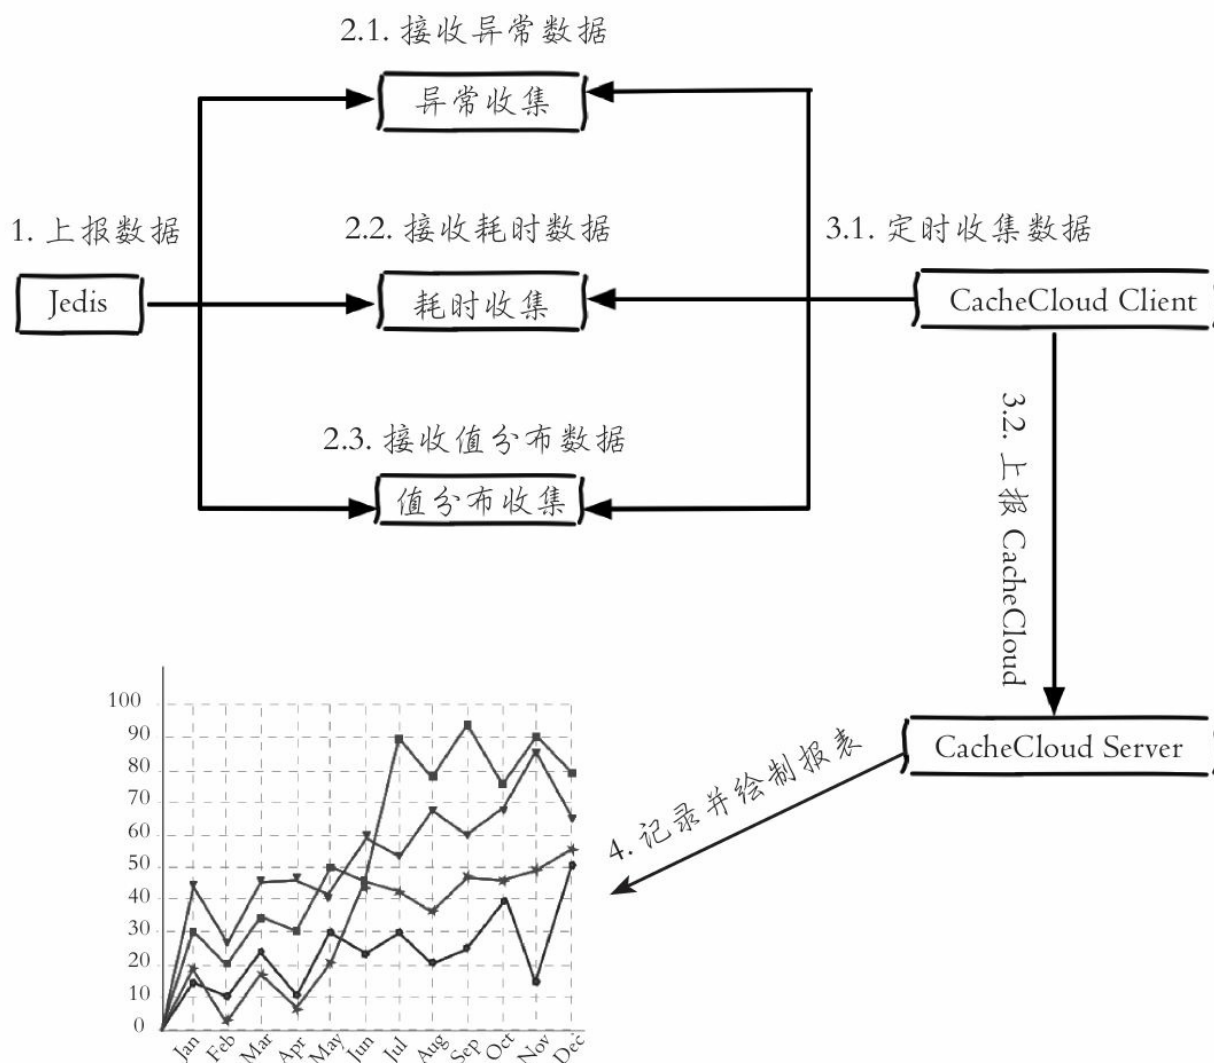 2.1. 接收异常数据
异常收集
1. 上报数据
2.2. 接收耗时数据
3.1. 定时收集数据
Jedis
耗时收集
CacheCloud Client
2.3. 接收值分布数据
值分布收集
3.2. 上报 CacheCloud
CacheCloud Server
4. 记录并绘制报表
100
90
80
70
60
50
40
30
20
10
0
Jan Feb Mar Apr May Jun Jul Aug Sep Oct Nov Dec